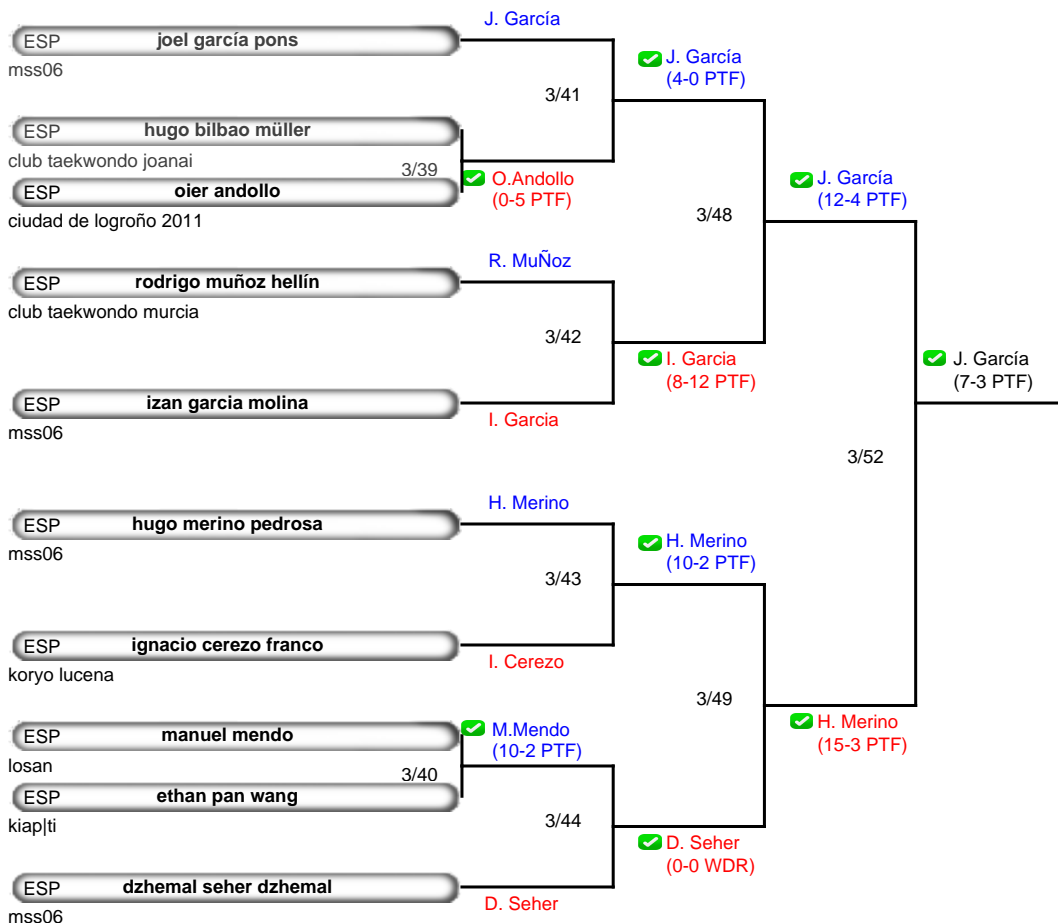 J. García
ESP joel garcía pons
mss06
J. García
(4-0 PTF)
3/41
ESP hugo bilbao müller
club taekwondo joanai
3/39
O.Andollo
(0-5 PTF)
ESP oier andollo
ciudad de logroño 2011
J. García
(12-4 PTF)
3/48
R. MuÑoz
ESP rodrigo muñoz hellín
club taekwondo murcia
3/42
I. Garcia
(8-12 PTF)
J. García
(7-3 PTF)
ESP izan garcia molina
mss06
I. Garcia
3/52
H. Merino
ESP hugo merino pedrosa
mss06
H. Merino
(10-2 PTF)
3/43
ESP ignacio cerezo franco
koryo lucena
I. Cerezo
3/49
H. Merino
(15-3 PTF)
ESP manuel mendo
losan
M.Mendo
(10-2 PTF)
3/40
ESP ethan pan wang
kiap|ti
3/44
D. Seher
(0-0 WDR)
ESP dzhemal seher dzhemal
mss06
D. Seher